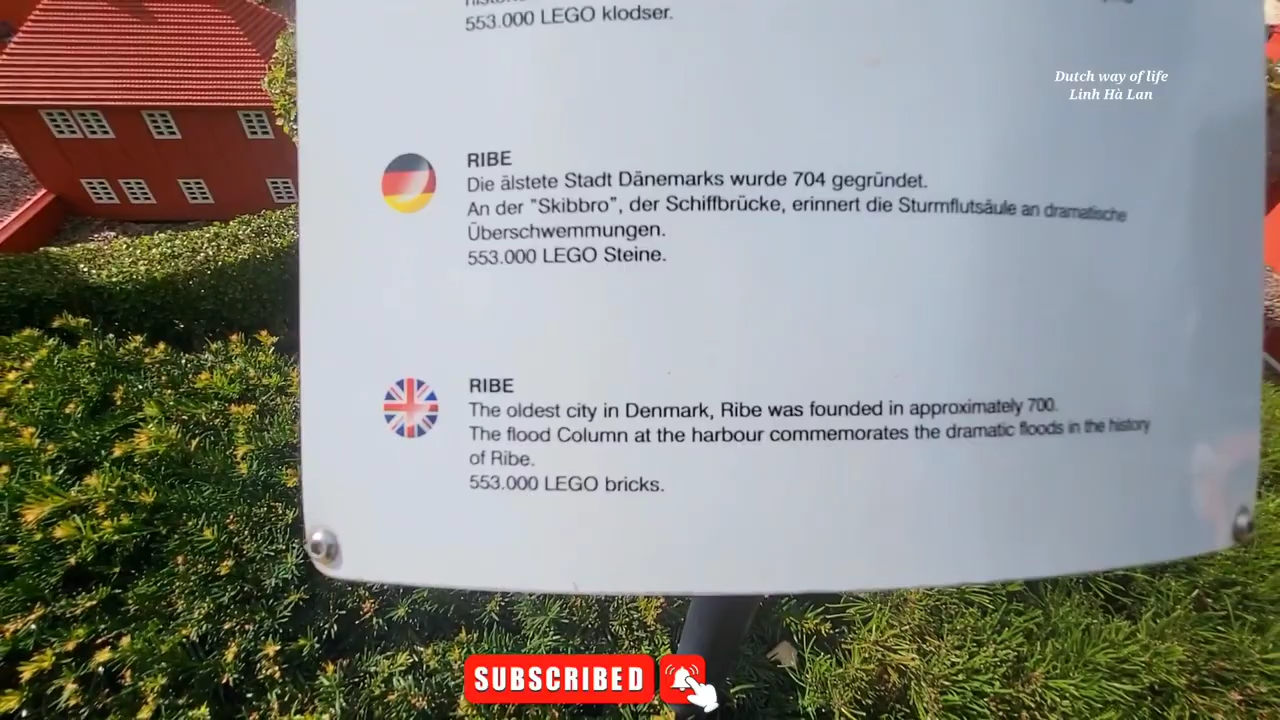 553.000 LEGO klodser.
Dutch way of life
Linh Hà Lan
RIBE
Die älstete Stadt Dänemarks wurde 704 gegründet.
An der "Skibbro", der Schiffbrücke, erinnert die Sturmflutsäule an dramatische
Überschwemmungen.
553.000 LEGO Steine.
RIBE
The oldest city in Denmark, Ribe was founded in approximately 700.
The flood Column at the harbour commemorates the dramatic floods in the history
of Ribe.
553.000 LEGO bricks.
SUBSCRIBED